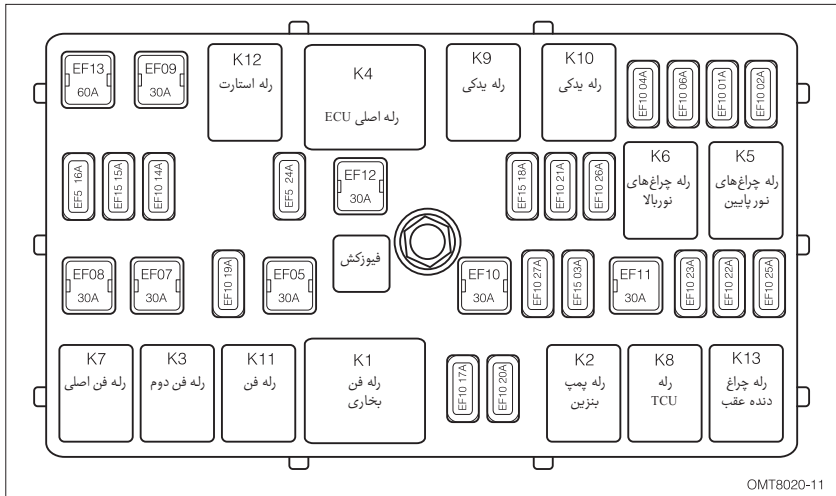 EF13
60A
EF09
30A
K12
رله استارت
K4
رله اصلی ECU
K9
رله یدکی
K10
رله یدکی
EF10 04A
EF10 06A
EF10 01A
EF10 02A
EF5 16A
EF15 15A
EF10 14A
EF5 24A
EF12
30A
EF15 18A
EF10 21A
EF10 26A
K6
رله چراغ‌های
نوربالا
K5
رله چراغ‌های
نورپایین
EF08
30A
EF07
30A
EF10 19A
EF05
30A
فیوزکش
EF10
30A
EF10 27A
EF15 03A
EF11
30A
EF10 23A
EF10 22A
EF10 25A
K7
رله فن اصلی
K3
رله فن دوم
K11
رله فن
K1
رله فن
بخاری
EF10 17A
EF10 20A
K2
رله پمپ
بنزین
K8
رله
TCU
K13
رله چراغ
دنده عقب
OMT8020-11